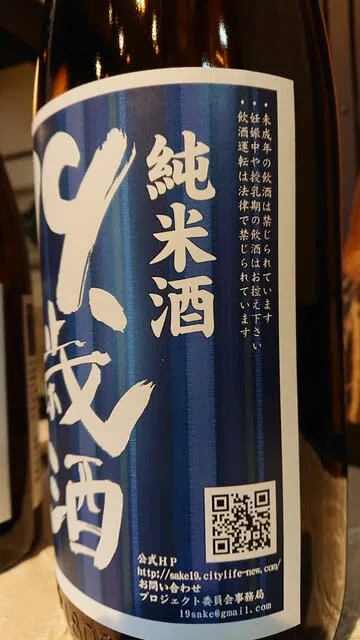 ・未成年の飲酒は禁じられています
・妊娠中や授乳期の飲酒はお控え下さい
・飲酒運転は法律で禁じられています
純米酒
19歳酒
公式HP
http://sake19.citylife-new.com/
お問い合わせ
プロジェクト委員会事務局
19sake@gmail.com